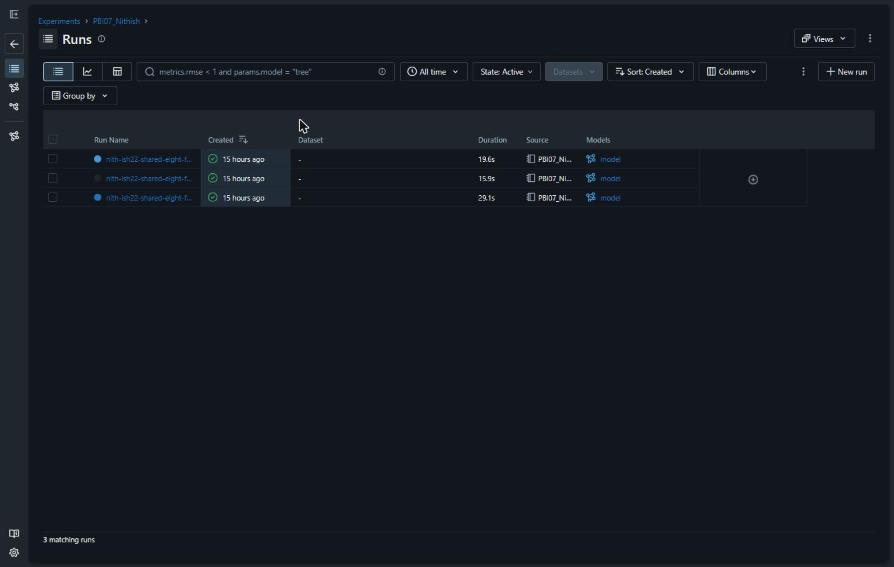 Experiments › PBI07_Nithish ›
Runs
Views
metrics.rmse < 1 and params.model = "tree"
All time
State: Active
Datasets
Sort: Created
Columns
New run
Group by
Run Name Created Dataset Duration Source Models
nith-ish22-shared-eight-f... 15 hours ago - 19.6s PBI07_Ni... model
nith-ish22-shared-eight-f... 15 hours ago - 15.9s PBI07_Ni... model
nith-ish22-shared-eight-f... 15 hours ago - 29.1s PBI07_Ni... model
3 matching runs